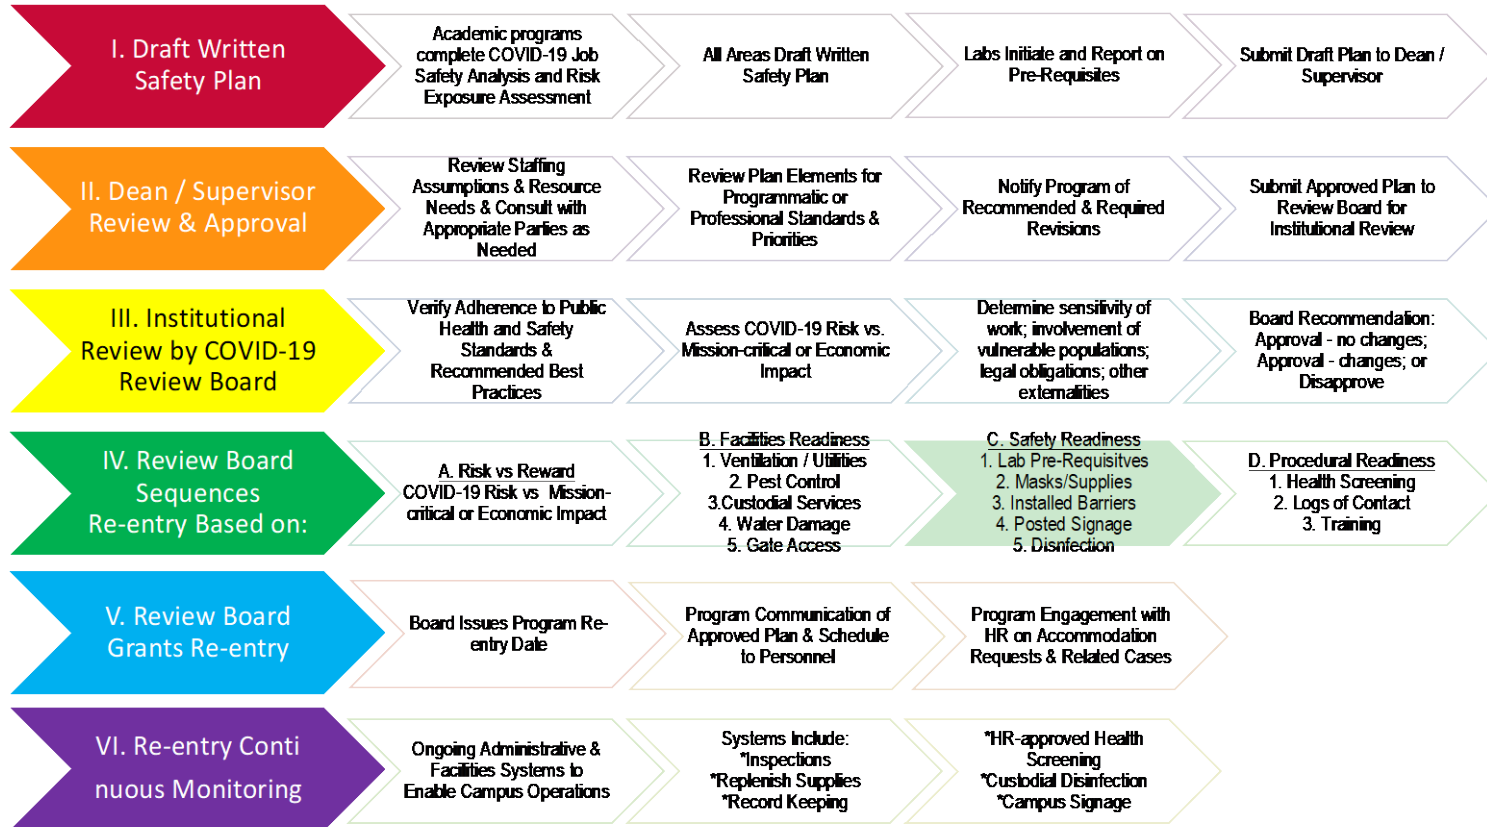 I. Draft Written
Safety Plan
Academic programs
complete COVID-19 Job
Safety Analysis and Risk
Exposure Assessment
All Areas Draft Written
Safety Plan
Labs Initiate and Report on
Pre-Requisites
Submit Draft Plan to Dean /
Supervisor
II. Dean / Supervisor
Review & Approval
Review Staffing
Assumptions & Resource
Needs & Consult with
Appropriate Parties as
Needed
Review Plan Elements for
Programmatic or
Professional Standards &
Priorities
Notify Program of
Recommended & Required
Revisions
Submit Approved Plan to
Review Board for
Institutional Review
III. Institutional
Review by COVID-19
Review Board
Verify Adherence to Public
Health and Safety
Standards &
Recommended Best
Practices
Assess COVID-19 Risk vs.
Mission-critical or Economic
Impact
Determine sensitivity of
work; involvement of
vulnerable populations;
legal obligations; other
externalities
Board Recommendation:
Approval - no changes;
Approval - changes; or
Disapprove
IV. Review Board
Sequences
Re-entry Based on:
A. Risk vs Reward
COVID-19 Risk vs Mission-
critical or Economic Impact
B. Facilities Readiness
1. Ventilation / Utilities
2. Pest Control
3.Custodial Services
4. Water Damage
5. Gate Access
C. Safety Readiness
1. Lab Pre-Requisitves
2. Masks/Supplies
3. Installed Barriers
4. Posted Signage
5. Disnfection
D. Procedural Readiness
1. Health Screening
2. Logs of Contact
3. Training
V. Review Board
Grants Re-entry
Board Issues Program Re-
entry Date
Program Communication of
Approved Plan & Schedule
to Personnel
Program Engagement with
HR on Accommodation
Requests & Related Cases
VI. Re-entry Conti
nuous Monitoring
Ongoing Administrative &
Facilities Systems to
Enable Campus Operations
Systems Include:
*Inspections
*Replenish Supplies
*Record Keeping
*HR-approved Health
Screening
*Custodial Disinfection
*Campus Signage